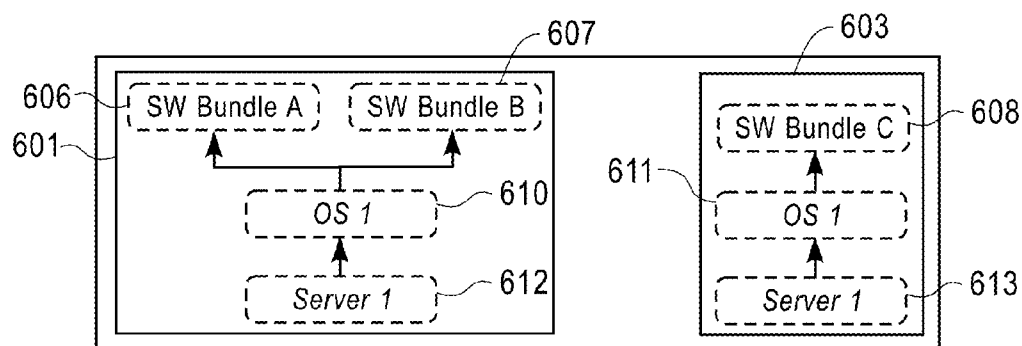 607
603
606
SW Bundle A
SW Bundle B
SW Bundle C
608
601
611
OS 1
610
OS 1
Server 1
612
Server 1
613